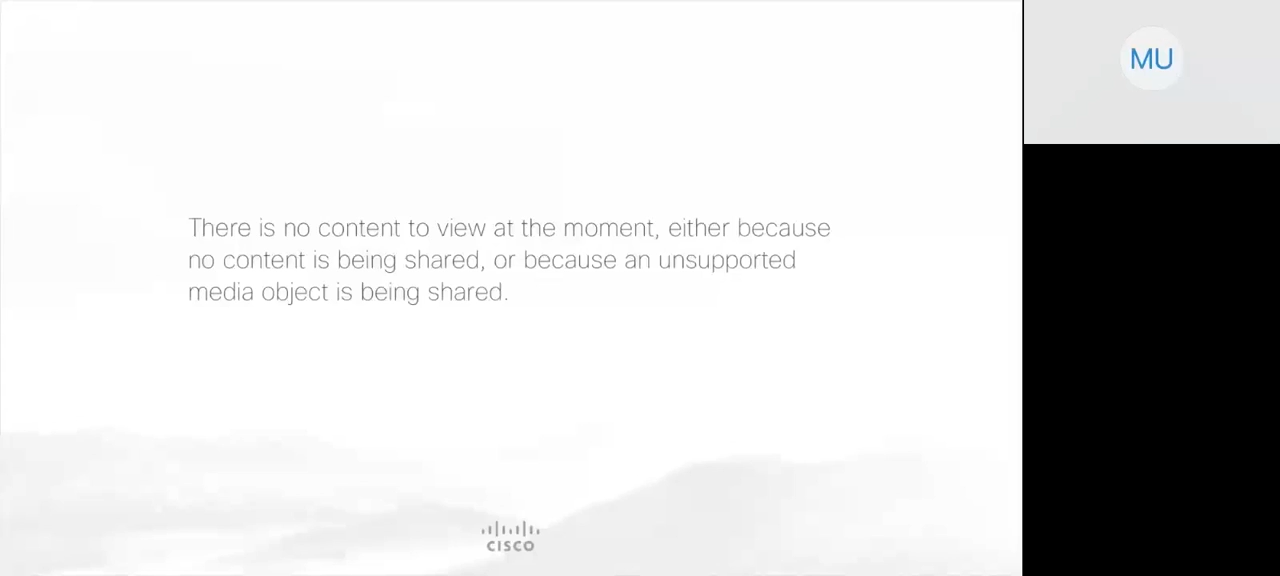 There is no content to view at the moment, either because
no content is being shared, or because an unsupported
media object is being shared.
CISCO
MU